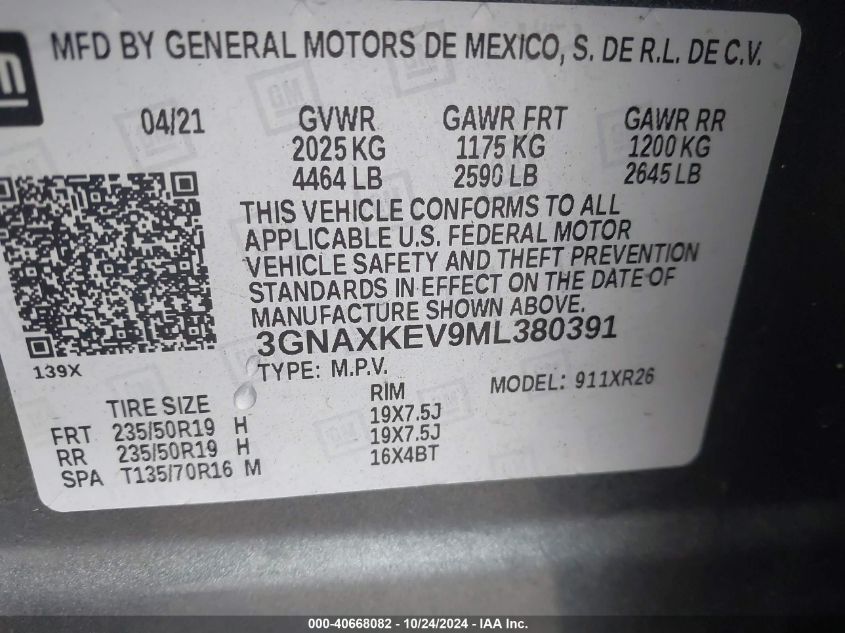 GM
MFD BY GENERAL MOTORS DE MEXICO, S. DE R.L. DE C.V.
04/21 GVWR GAWR FRT GAWR RR
2025 KG 1175 KG 1200 KG
4464 LB 2590 LB 2645 LB
THIS VEHICLE CONFORMS TO ALL
APPLICABLE U.S. FEDERAL MOTOR
VEHICLE SAFETY AND THEFT PREVENTION
STANDARDS IN EFFECT ON THE DATE OF
MANUFACTURE SHOWN ABOVE.
3GNAXKEV9ML380391
139X TYPE: M.P.V. MODEL: 911XR26
TIRE SIZE RIM
FRT 235/50R19 H 19X7.5J
RR 235/50R19 H 19X7.5J
SPA T135/70R16 M 16X4BT
000-40668082 - 10/24/2024 - IAA Inc.